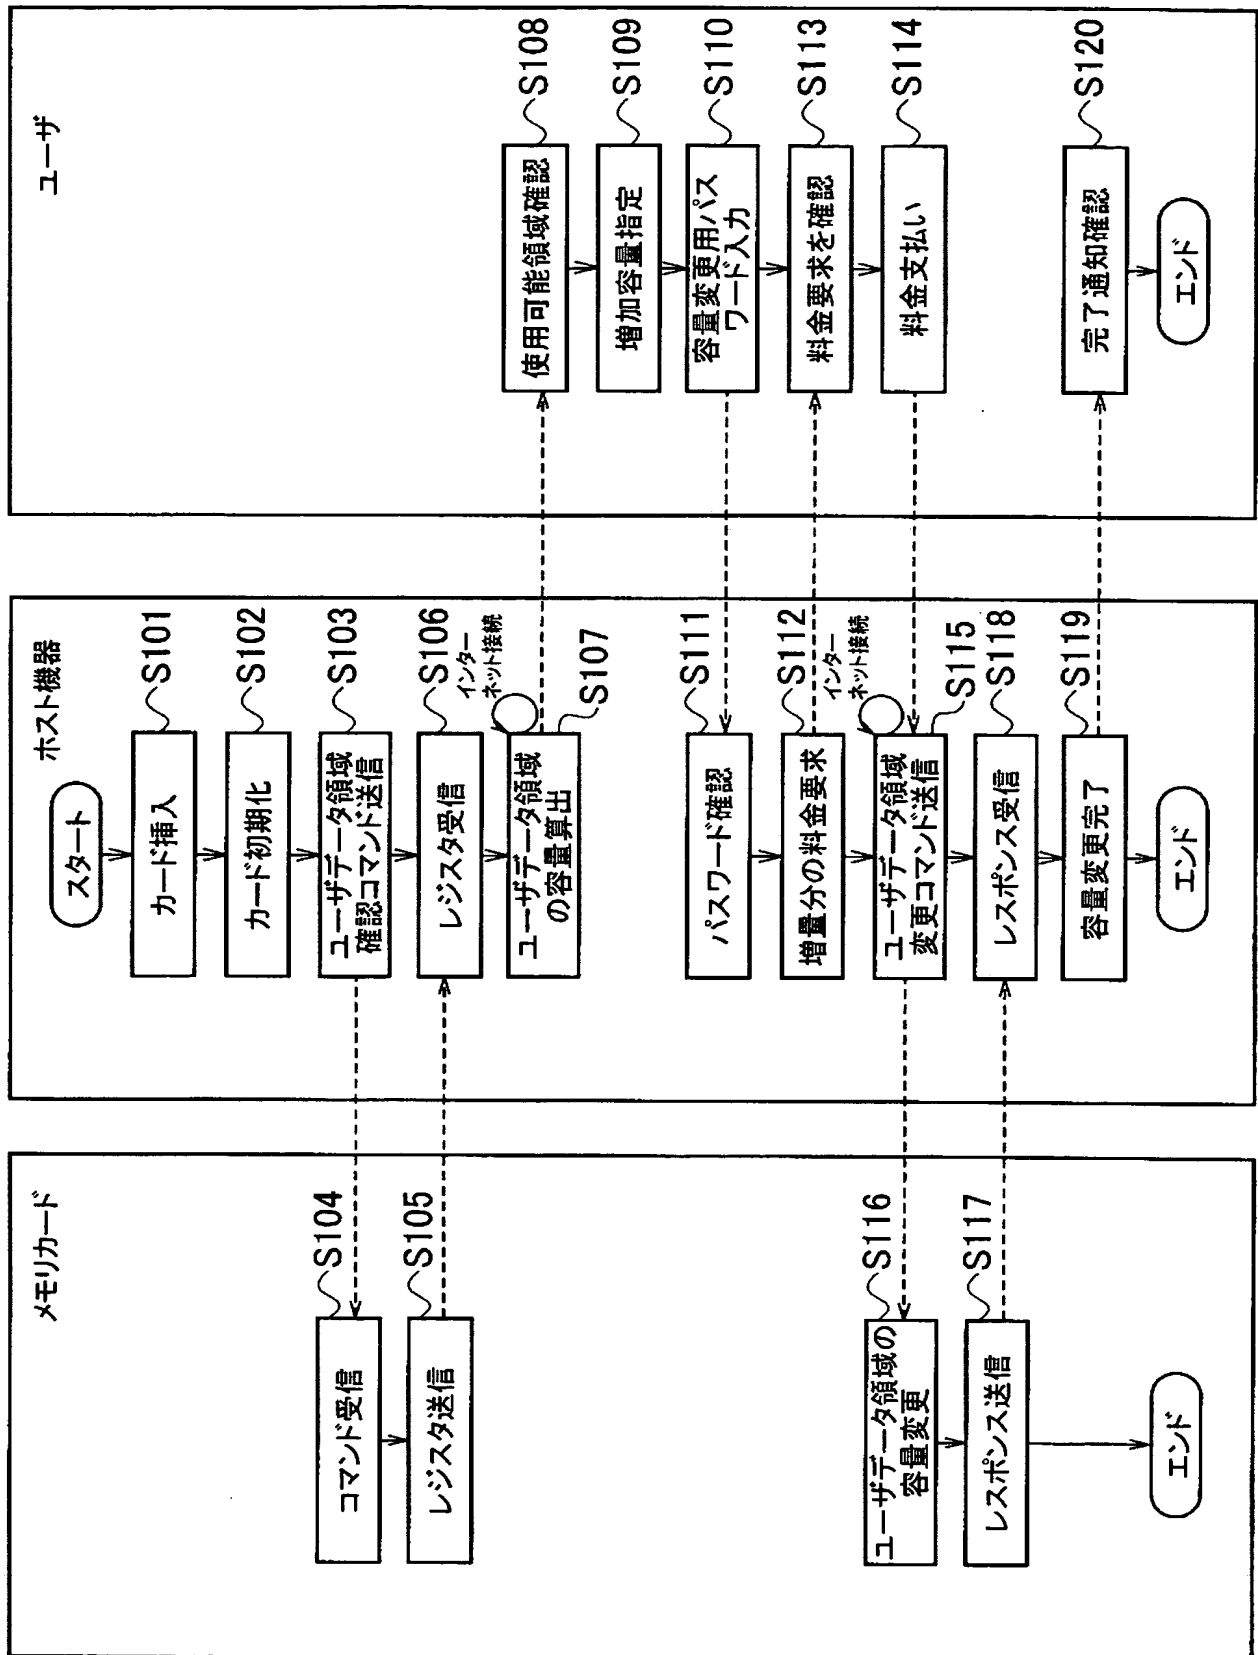 メモリカード
コマンド受信
S104
レジスタ送信
S105
ユーザデータ領域の
容量変更
S116
レスポンス送信
S117
エンド
ホスト機器
スタート
カード挿入
S101
カード初期化
S102
ユーザデータ領域
確認コマンド送信
S103
レジスタ受信
S106
インター
ネット接続
ユーザデータ領域
の容量算出
S107
パスワード確認
S111
増量分の料金要求
S112
インター
ネット接続
ユーザデータ領域
変更コマンド送信
S115
レスポンス受信
S118
容量変更完了
S119
エンド
ユーザ
使用可能領域確認
S108
増加容量指定
S109
容量変更用パス
ワード入力
S110
料金要求を確認
S113
料金支払い
S114
完了通知確認
S120
エンド